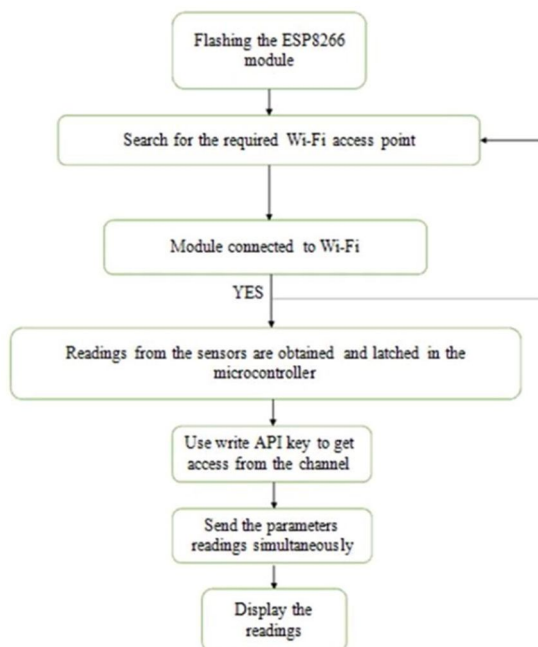 Flashing the ESP8266
module
Search for the required Wi-Fi access point
Module connected to Wi-Fi
YES
Readings from the sensors are obtained and latched in the
microcontroller
Use write API key to get
access from the channel
Send the parameters
readings simultaneously
Display the
readings